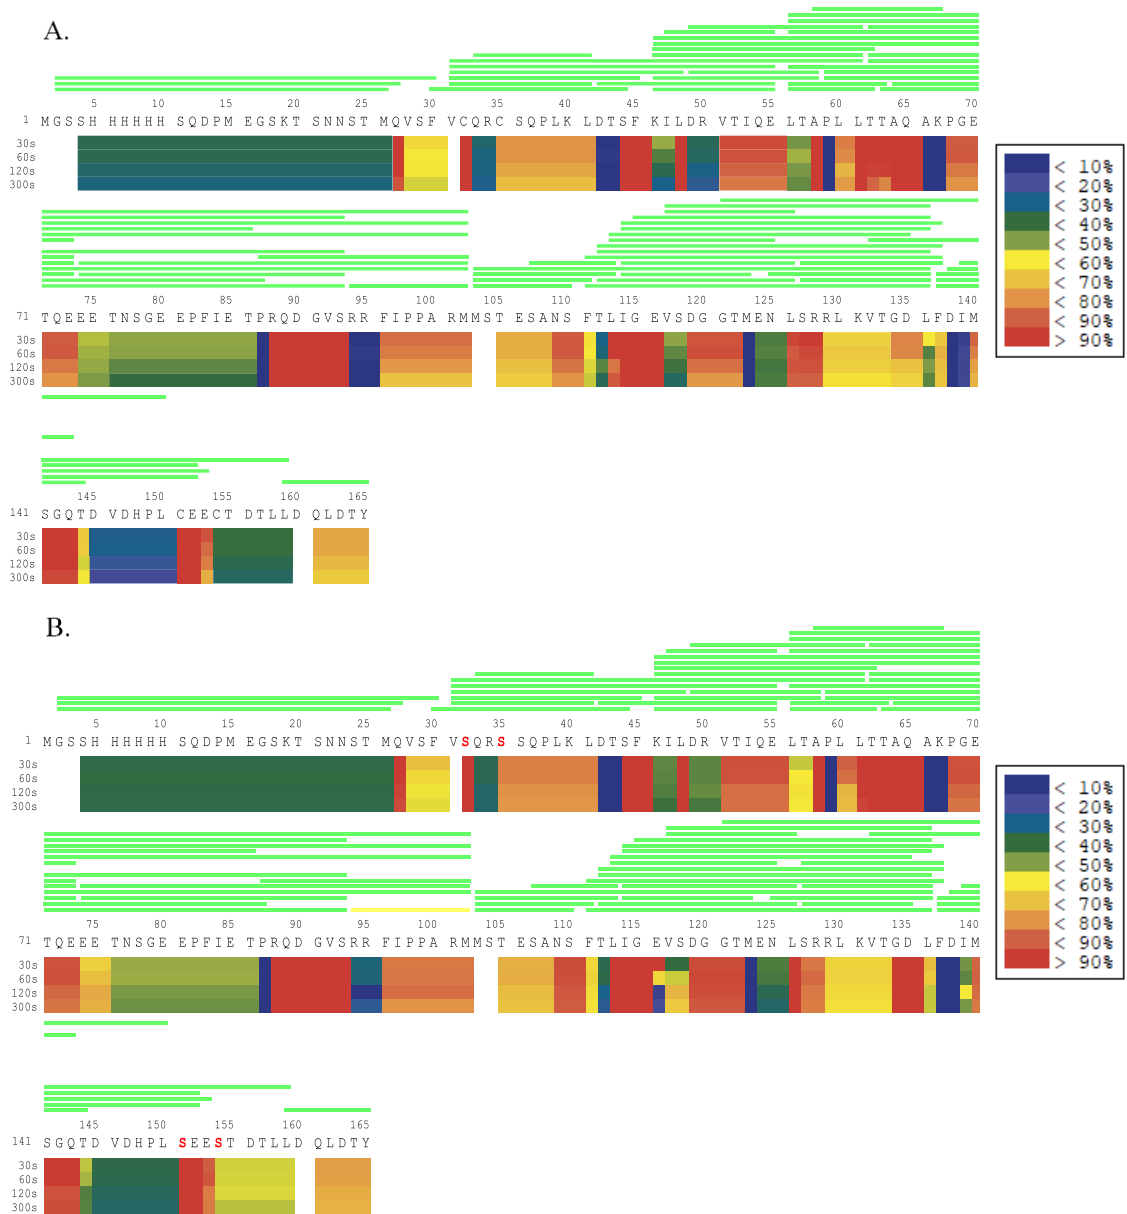 A.
5 10 15 20 25 30 35 40 45 50 55 60 65 70
1 MGSSH HHHHH SQDPM EGSKT SNNST MQVSF VCQRC SQPLK LDTSF KILDR VTIQE LTAPL LTTAQ AKPGE
30s
60s
120s
300s
< 10%
< 20%
< 30%
< 40%
< 50%
< 60%
< 70%
< 80%
< 90%
> 90%
75 80 85 90 95 100 105 110 115 120 125 130 135 140
71 TQEEE TNSGE EPFIE TPRQD GVSRR FIPPA RMMST ESANS FTLIG EVSDG GTMEN LSRRL KVTGD LFDIM
30s
60s
120s
300s
145 150 155 160 165
141 SGQTD VDHPL CEECT DTLLD QLDTY
30s
60s
120s
300s
B.
5 10 15 20 25 30 35 40 45 50 55 60 65 70
1 MGSSH HHHHH SQDPM EGSKT SNNST MQVSF VSQRS SQPLK LDTSF KILDR VTIQE LTAPL LTTAQ AKPGE
30s
60s
120s
300s
< 10%
< 20%
< 30%
< 40%
< 50%
< 60%
< 70%
< 80%
< 90%
> 90%
75 80 85 90 95 100 105 110 115 120 125 130 135 140
71 TQEEE TNSGE EPFIE TPRQD GVSRR FIPPA RMMST ESANS FTLIG EVSDG GTMEN LSRRL KVTGD LFDIM
30s
60s
120s
300s
145 150 155 160 165
141 SGQTD VDHPL SEEST DTLLD QLDTY
30s
60s
120s
300s